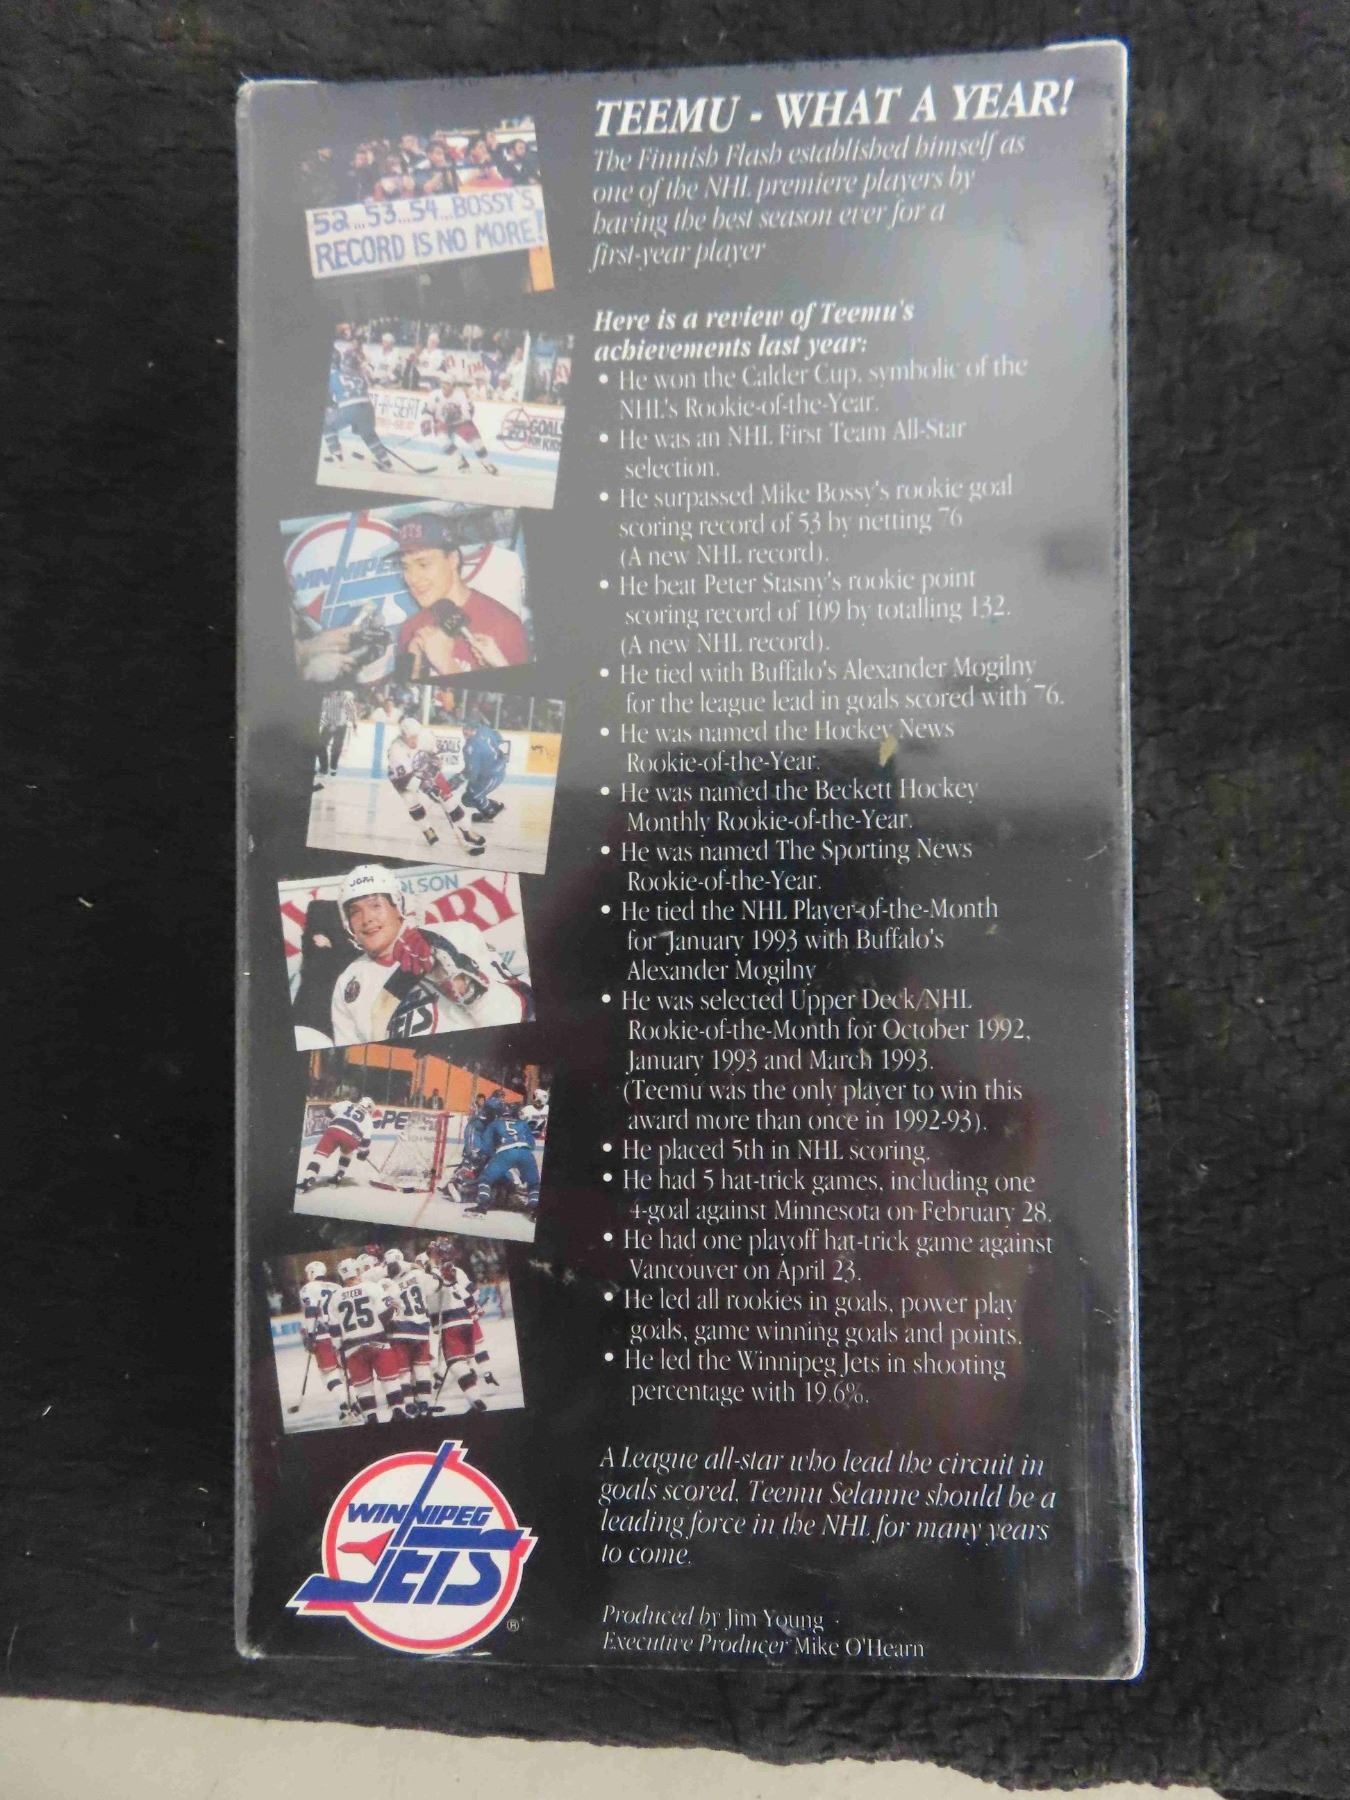 TEEMU - WHAT A YEAR!
The Finnish Flash established himself as
one of the NHL premiere players by
having the best season ever for a
first-year player
Here is a review of Teemu's
achievements last year:
• He won the Calder Cup, symbolic of the
NHL's Rookie-of-the-Year.
• He was an NHL First Team All-Star
selection.
• He surpassed Mike Bossy's rookie goal
scoring record of 53 by netting 76
(A new NHL record).
• He beat Peter Stasny's rookie point
scoring record of 109 by totalling 132.
(A new NHL record).
• He tied with Buffalo's Alexander Mogilny
for the league lead in goals scored with 76.
• He was named the Hockey News
Rookie-of-the-Year.
• He was named the Beckett Hockey
Monthly Rookie-of-the-Year.
• He was named The Sporting News
Rookie-of-the-Year.
• He tied the NHL Player-of-the-Month
for January 1993 with Buffalo's
Alexander Mogilny
• He was selected Upper Deck/NHL
Rookie-of-the-Month for October 1992,
January 1993 and March 1993.
(Teemu was the only player to win this
award more than once in 1992-93).
• He placed 5th in NHL scoring.
• He had 5 hat-trick games, including one
4-goal against Minnesota on February 28.
• He had one playoff hat-trick game against
Vancouver on April 23.
• He led all rookies in goals, power play
goals, game winning goals and points.
• He led the Winnipeg Jets in shooting
percentage with 19.6%.
A League all-star who lead the circuit in
goals scored, Teemu Selanne should be a
leading force in the NHL for many years
to come.
Produced by Jim Young
Executive Producer Mike O'Hearn
52...53...54...BOSSY'S
RECORD IS NO MORE!
GOALS
FOR KIDS
WINNIPEG
GOALS
JOFA
OLSON
JETS
15
5
STEEN
25
13
WINNIPEG
JETS
®